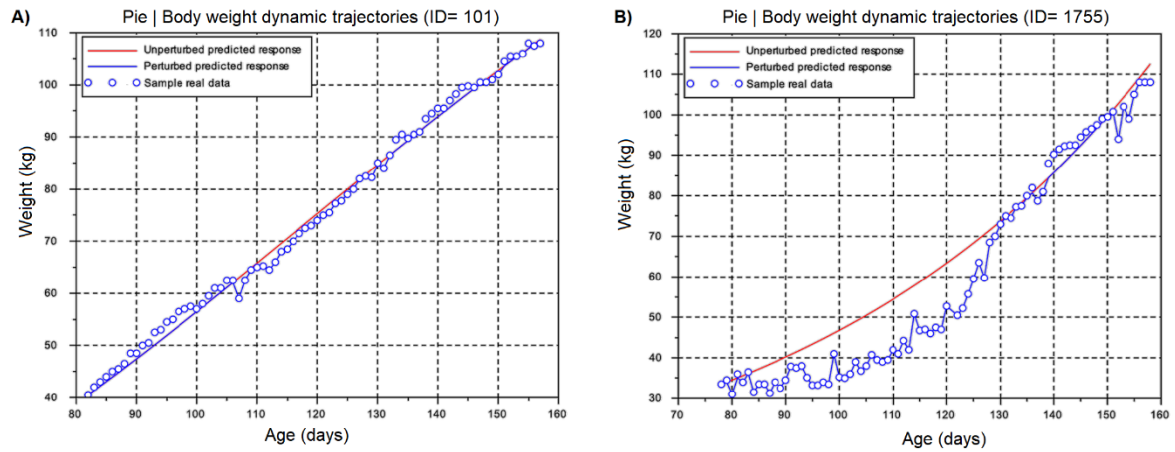 A)
Pie | Body weight dynamic trajectories (ID= 101)
110
100
90
80
70
60
50
40
Weight (kg)
Unperturbed predicted response
Perturbed predicted response
Sample real data
80 90 100 110 120 130 140 150 160
Age (days)
B)
Pie | Body weight dynamic trajectories (ID= 1755)
120
110
100
90
80
70
60
50
40
30
Weight (kg)
Unperturbed predicted response
Perturbed predicted response
Sample real data
70 80 90 100 110 120 130 140 150 160
Age (days)